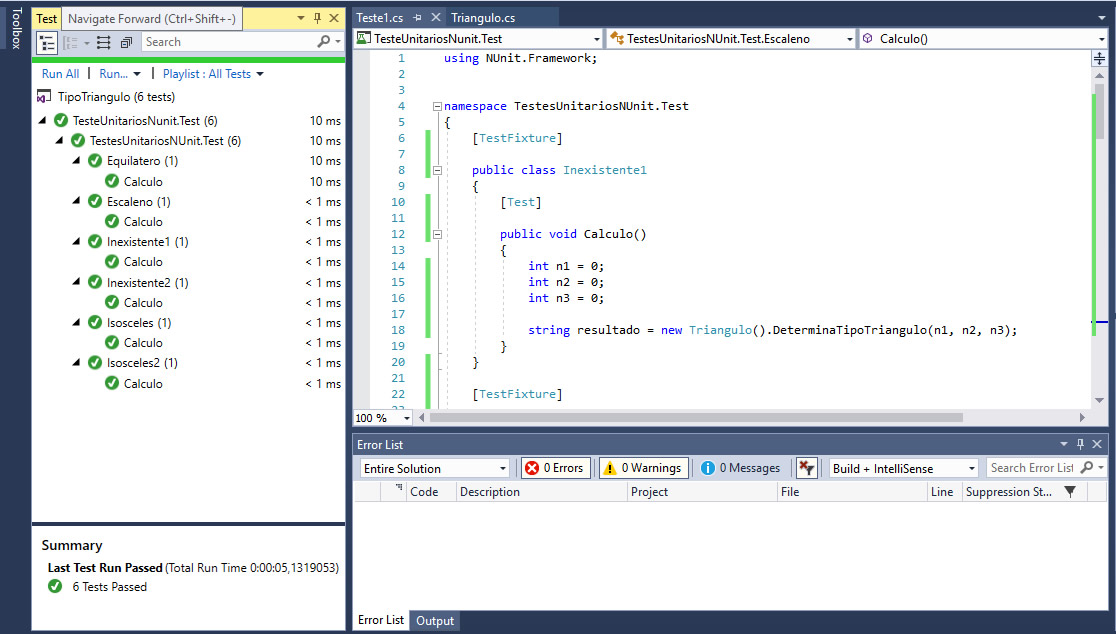 Toolbox
Test
Navigate Forward (Ctrl+Shift+-)
Search
Run All | Run... | Playlist : All Tests
TipoTriangulo (6 tests)
TesteUnitariosNunit.Test (6) 10 ms
TestesUnitariosNUnit.Test (6) 10 ms
Equilatero (1) 10 ms
Calculo 10 ms
Escaleno (1) < 1 ms
Calculo < 1 ms
Inexistente1 (1) < 1 ms
Calculo < 1 ms
Inexistente2 (1) < 1 ms
Calculo < 1 ms
Isosceles (1) < 1 ms
Calculo < 1 ms
Isosceles2 (1) < 1 ms
Calculo < 1 ms
Summary
Last Test Run Passed (Total Run Time 0:00:05,1319053)
6 Tests Passed
Teste1.cs Triangulo.cs
TesteUnitariosNunit.Test TestesUnitariosNUnit.Test.Escaleno Calculo()
1 using NUnit.Framework;
2
3
4 namespace TestesUnitariosNUnit.Test
5 {
6 [TestFixture]
7
8 public class Inexistente1
9 {
10 [Test]
11
12 public void Calculo()
13 {
14 int n1 = 0;
15 int n2 = 0;
16 int n3 = 0;
17
18 string resultado = new Triangulo().DeterminaTipoTriangulo(n1, n2, n3);
19 }
20 }
21
22 [TestFixture]
100 %
Error List
Entire Solution 0 Errors 0 Warnings 0 Messages Build + IntelliSense Search Error List
Code Description Project File Line Suppression St...
Error List Output